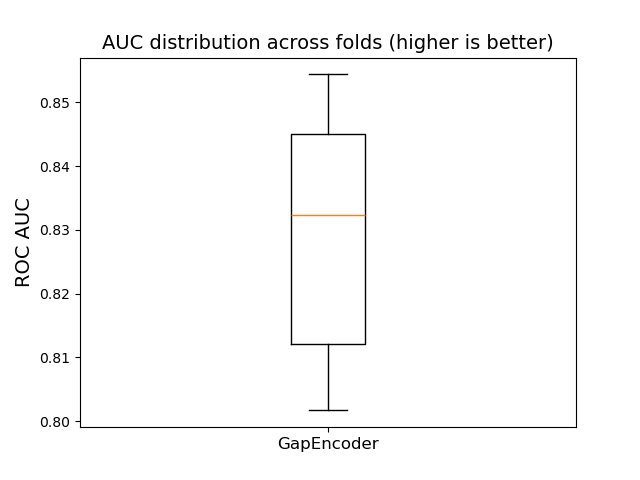 AUC distribution across folds (higher is better)
ROC AUC
0.85
0.84
0.83
0.82
0.81
0.80
GapEncoder